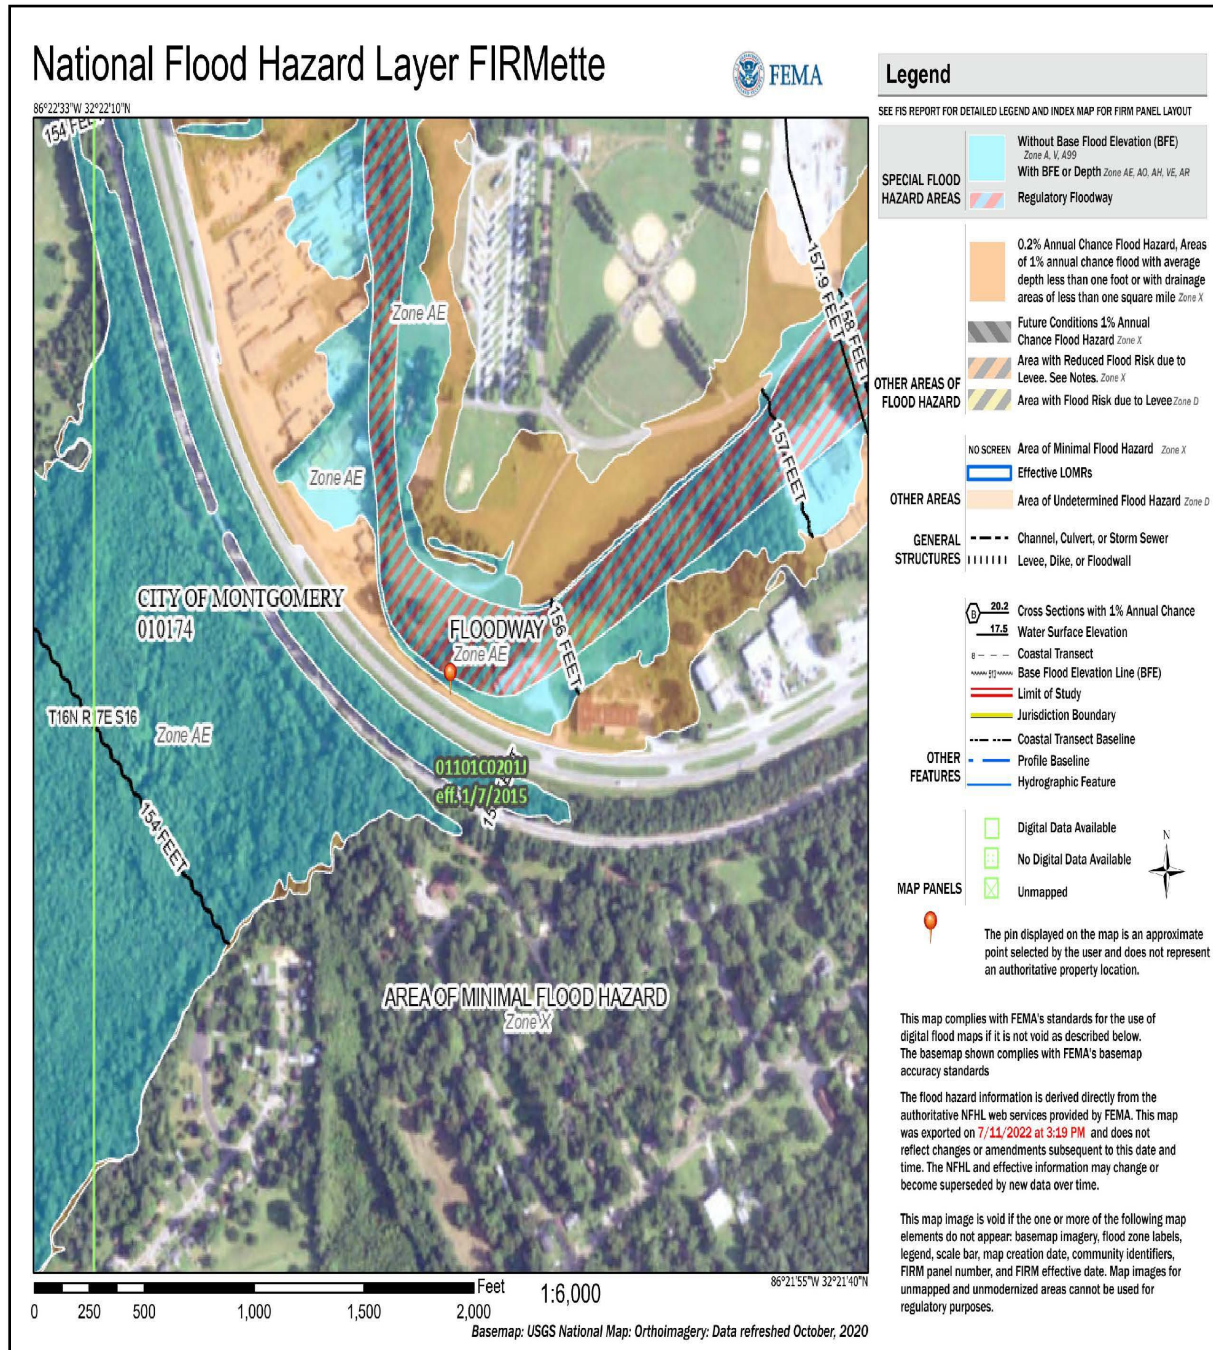 National Flood Hazard Layer FIRMette
FEMA
86°22'33"W 32°22'10"N
154 FEET
Zone AE
157.9 FEET
158 FEET
157 FEET
Zone AE
CITY OF MONTGOMERY
010174
FLOODWAY
Zone AE
156 FEET
T16N R17E S16
Zone AE
01101C0201J
eff. 1/7/2015
154 FEET
AREA OF MINIMAL FLOOD HAZARD
Zone X
86°21'55"W 32°21'40"N
Feet
1:6,000
0 250 500 1,000 1,500 2,000
Basemap: USGS National Map: Orthoimagery: Data refreshed October, 2020
Legend
SEE FIS REPORT FOR DETAILED LEGEND AND INDEX MAP FOR FIRM PANEL LAYOUT
SPECIAL FLOOD
HAZARD AREAS
Without Base Flood Elevation (BFE)
Zone A, V, A99
With BFE or Depth Zone AE, AO, AH, VE, AR
Regulatory Floodway
OTHER AREAS OF
FLOOD HAZARD
0.2% Annual Chance Flood Hazard, Areas
of 1% annual chance flood with average
depth less than one foot or with drainage
areas of less than one square mile Zone X
Future Conditions 1% Annual
Chance Flood Hazard Zone X
Area with Reduced Flood Risk due to
Levee. See Notes. Zone X
Area with Flood Risk due to Levee Zone D
OTHER AREAS
NO SCREEN Area of Minimal Flood Hazard Zone X
Effective LOMRs
Area of Undetermined Flood Hazard Zone D
GENERAL
STRUCTURES
Channel, Culvert, or Storm Sewer
Levee, Dike, or Floodwall
OTHER
FEATURES
B 20.2 Cross Sections with 1% Annual Chance
17.5 Water Surface Elevation
8 Coastal Transect
513 Base Flood Elevation Line (BFE)
Limit of Study
Jurisdiction Boundary
Coastal Transect Baseline
Profile Baseline
Hydrographic Feature
MAP PANELS
Digital Data Available
No Digital Data Available
Unmapped
N
The pin displayed on the map is an approximate
point selected by the user and does not represent
an authoritative property location.
This map complies with FEMA's standards for the use of
digital flood maps if it is not void as described below.
The basemap shown complies with FEMA's basemap
accuracy standards
The flood hazard information is derived directly from the
authoritative NFHL web services provided by FEMA. This map
was exported on 7/11/2022 at 3:19 PM and does not
reflect changes or amendments subsequent to this date and
time. The NFHL and effective information may change or
become superseded by new data over time.
This map image is void if the one or more of the following map
elements do not appear: basemap imagery, flood zone labels,
legend, scale bar, map creation date, community identifiers,
FIRM panel number, and FIRM effective date. Map images for
unmapped and unmodernized areas cannot be used for
regulatory purposes.